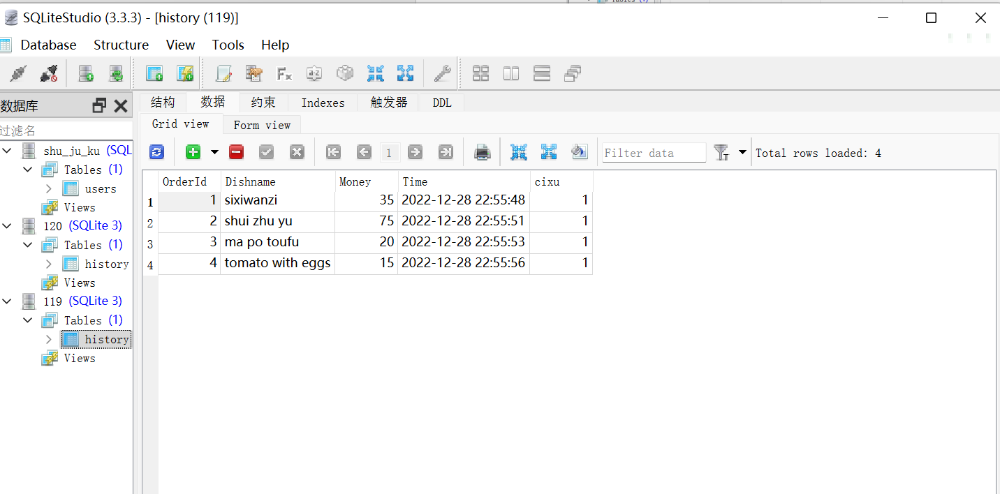 SQLiteStudio (3.3.3) - [history (119)]
Database Structure View Tools Help
数据库
过滤名
shu_ju_ku (SQL
Tables (1)
users
Views
120 (SQLite 3)
Tables (1)
history
Views
119 (SQLite 3)
Tables (1)
history
Views
结构 数据 约束 Indexes 触发器 DDL
Grid view Form view
1 Filter data Total rows loaded: 4
OrderId Dishname Money Time cixu
1 1 sixiwanzi 35 2022-12-28 22:55:48 1
2 2 shui zhu yu 75 2022-12-28 22:55:51 1
3 3 ma po toufu 20 2022-12-28 22:55:53 1
4 4 tomato with eggs 15 2022-12-28 22:55:56 1